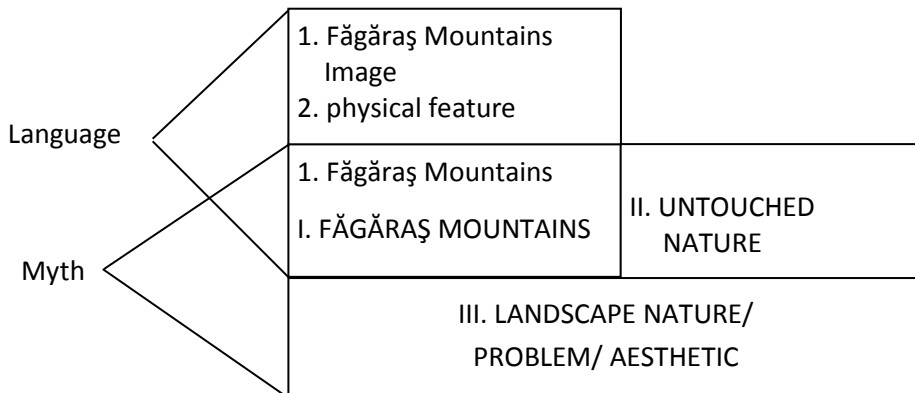 1. Făgăraş Mountains
Image
2. physical feature
Language
1. Făgăraş Mountains
I. FĂGĂRAŞ MOUNTAINS
II. UNTOUCHED
NATURE
Myth
III. LANDSCAPE NATURE/
PROBLEM/ AESTHETIC